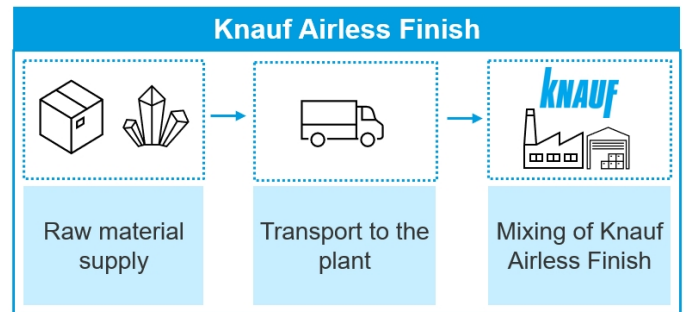 Knauf Airless Finish
KNAUF
Raw material
supply
Transport to the
plant
Mixing of Knauf
Airless Finish